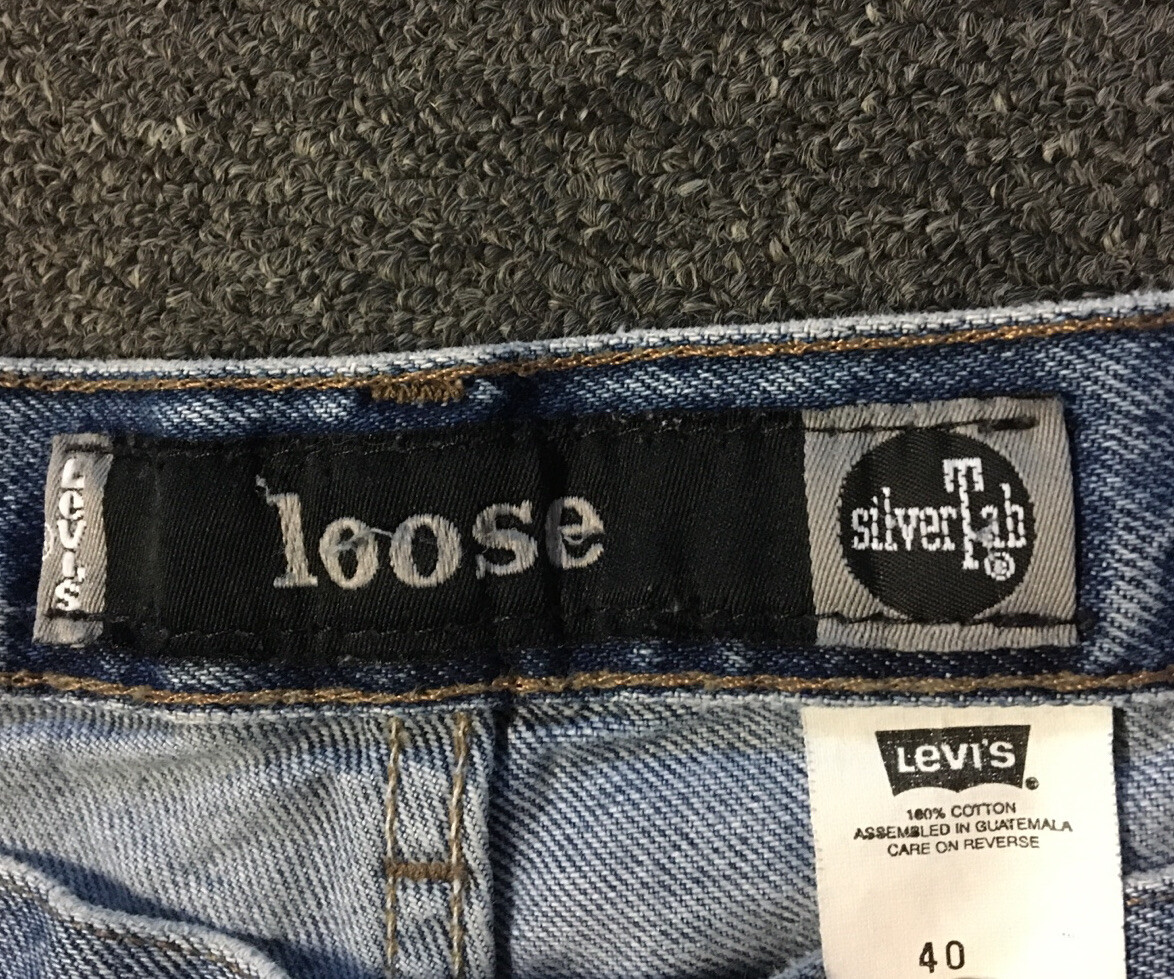 LEVI'S
loose
silverTab®
LEVI'S®
100% COTTON
ASSEMBLED IN GUATEMALA
CARE ON REVERSE
40